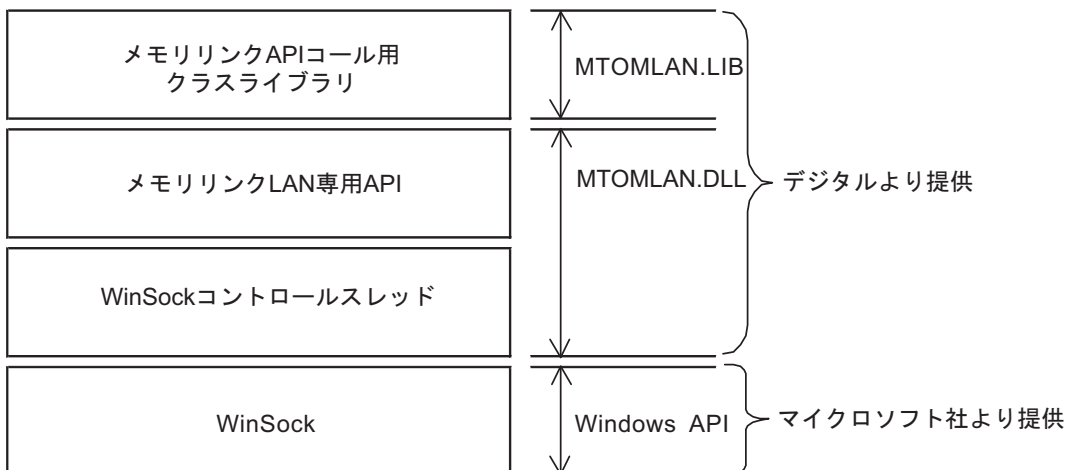 メモリリンクAPIコール用
クラスライブラリ
MTOMLAN.LIB
メモリリンクLAN専用API
MTOMLAN.DLL
デジタルより提供
WinSockコントロールスレッド
WinSock
Windows API
マイクロソフト社より提供